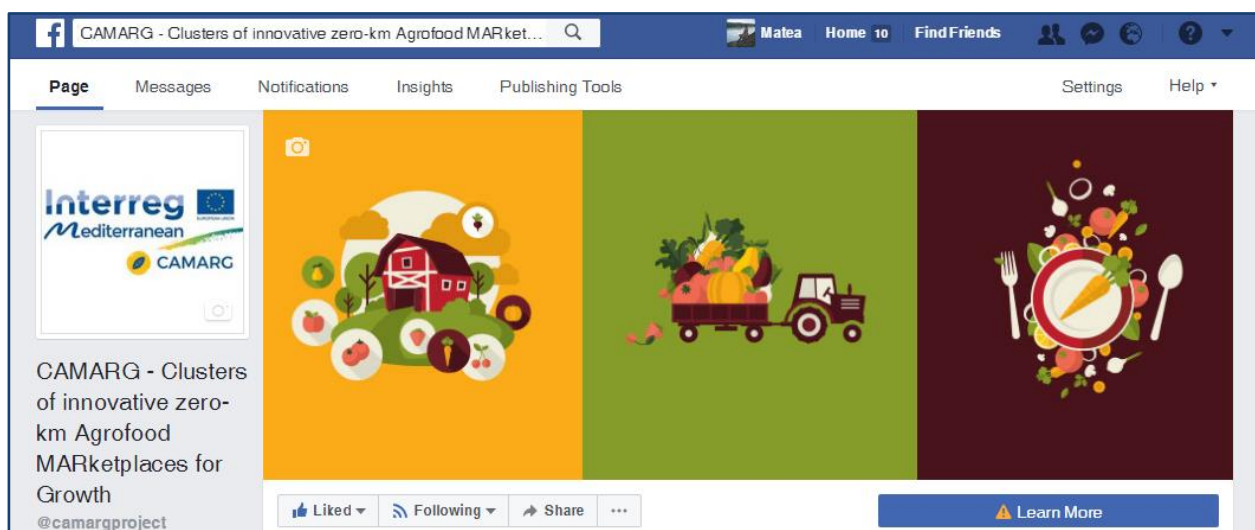 CAMARG - Clusters of innovative zero-km Agrofood MARket...
Matea Home 10 Find Friends
Page Messages Notifications Insights Publishing Tools Settings Help
Interreg
EUROPEAN UNION
Mediterranean
CAMARG
CAMARG - Clusters
of innovative zero-
km Agrofood
MARketplaces for
Growth
@camargproject
Liked Following Share ... Learn More